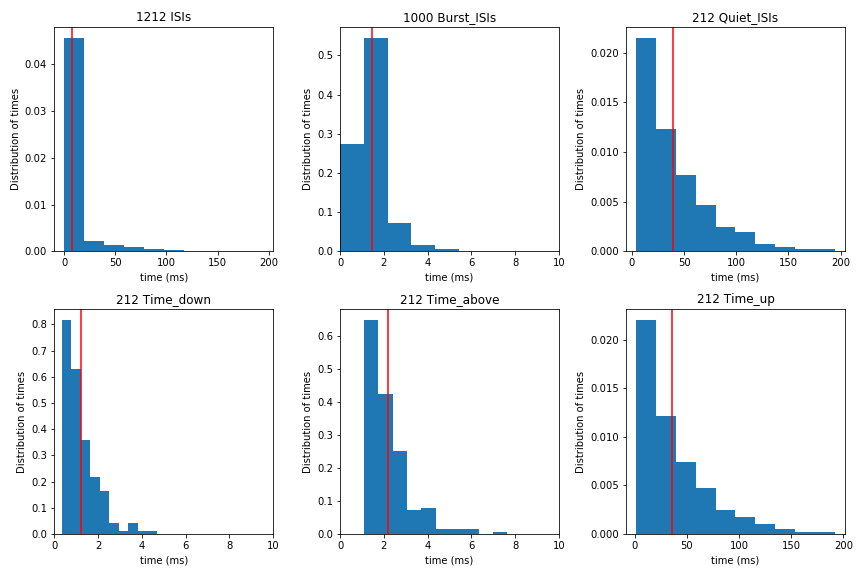 1212 ISIs
Distribution of times
0.04
0.03
0.02
0.01
0.00
0 50 100 150 200
time (ms)
1000 Burst_ISIs
Distribution of times
0.5
0.4
0.3
0.2
0.1
0.0
0 2 4 6 8 10
time (ms)
212 Quiet_ISIs
Distribution of times
0.020
0.015
0.010
0.005
0.000
0 50 100 150 200
time (ms)
212 Time_down
Distribution of times
0.8
0.7
0.6
0.5
0.4
0.3
0.2
0.1
0.0
0 2 4 6 8 10
time (ms)
212 Time_above
Distribution of times
0.6
0.5
0.4
0.3
0.2
0.1
0.0
0 2 4 6 8 10
time (ms)
212 Time_up
Distribution of times
0.020
0.015
0.010
0.005
0.000
0 50 100 150 200
time (ms)